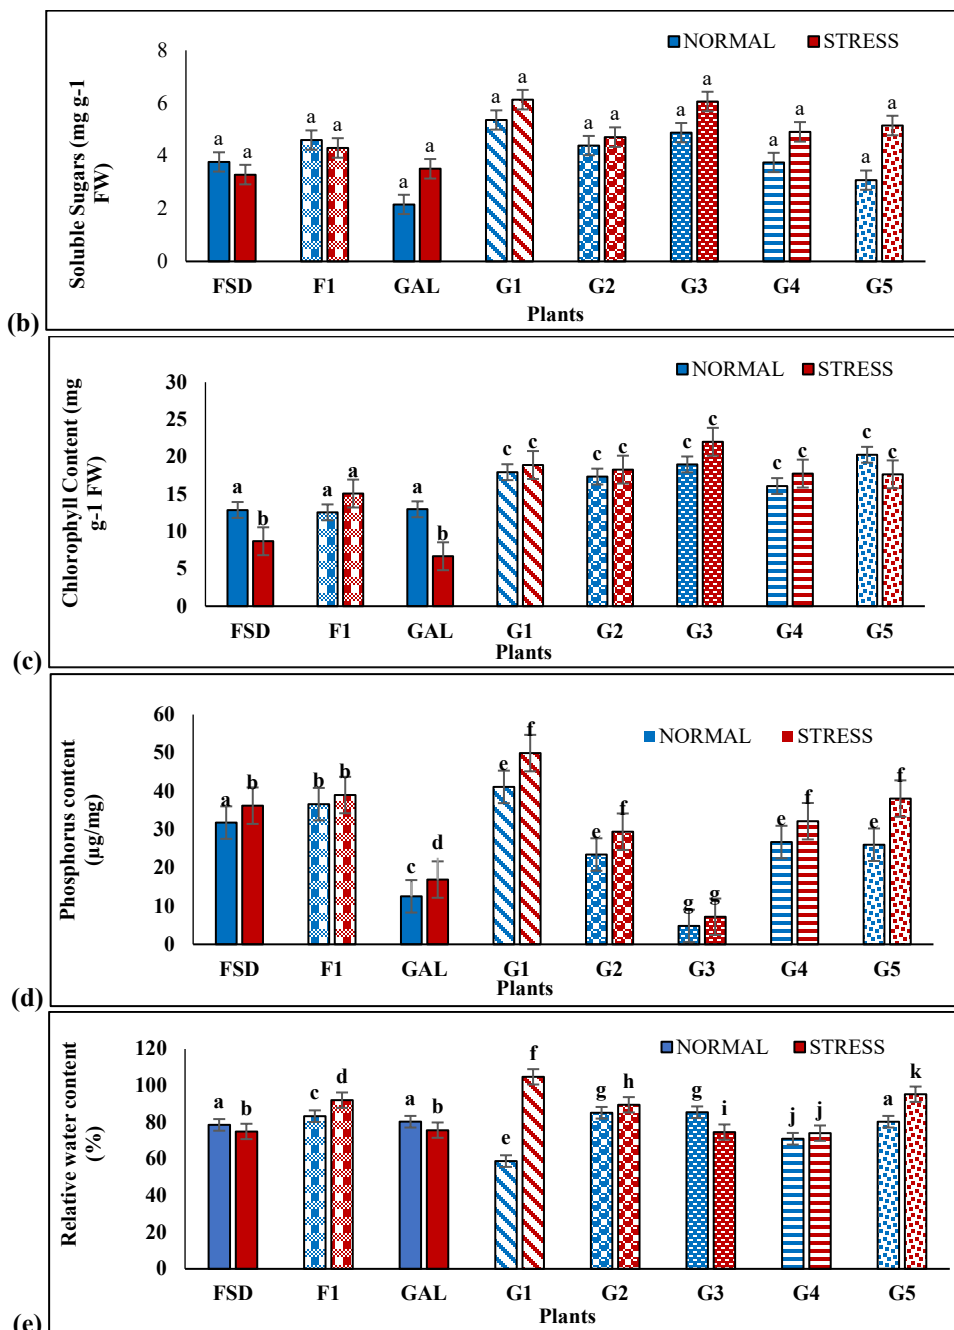 8
NORMAL STRESS
6
4
2
0
Soluble Sugars (mg g-1
FW)
a a a a a a a a a a a a a a a a
FSD F1 GAL G1 G2 G3 G4 G5
Plants
(b)
NORMAL STRESS
30
25
20
15
10
5
0
Chlorophyll Content (mg
g-1 FW)
a b a a a b c c c c c c c c c c
FSD F1 GAL G1 G2 G3 G4 G5
Plants
(c)
60
50
40
30
20
10
0
NORMAL STRESS
Phosphorus content
(µg/mg)
a b b b c d e f e f g g e f e f
FSD F1 GAL G1 G2 G3 G4 G5
Plants
(d)
NORMAL STRESS
120
100
80
60
40
20
0
Relative water content
(%)
a b c d a b e f g h g i j j a k
FSD F1 GAL G1 G2 G3 G4 G5
Plants
(e)